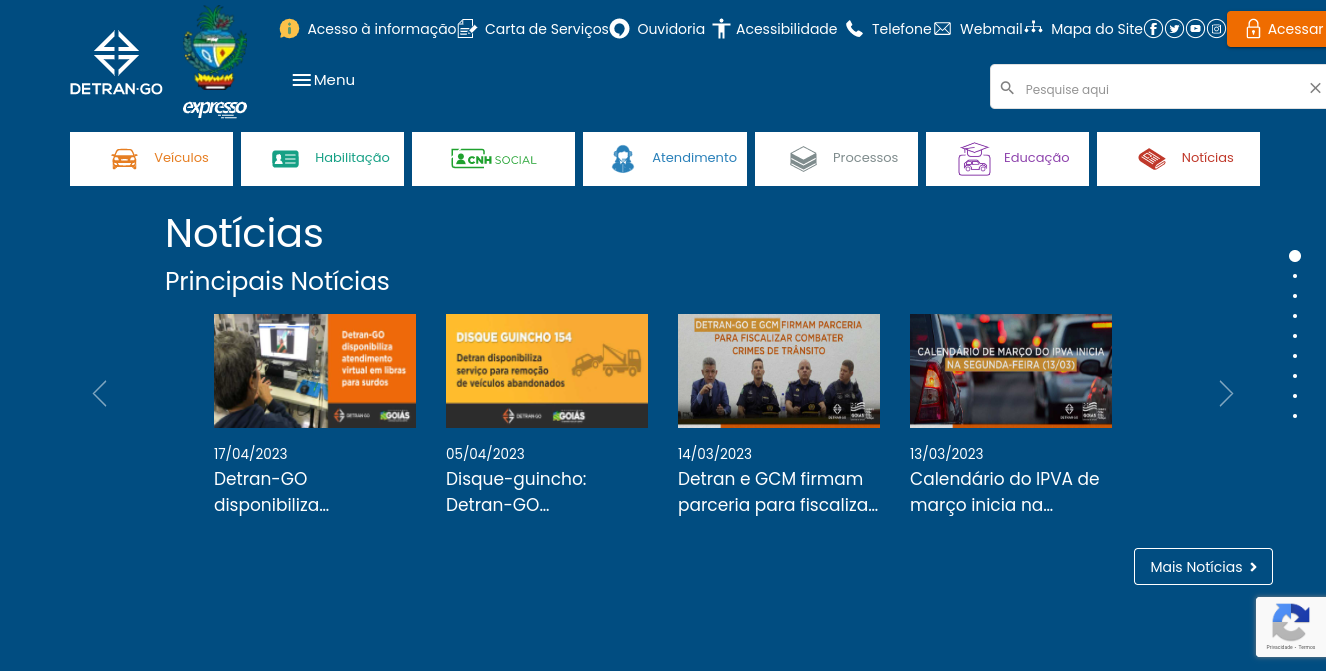 Acesso à informação Carta de Serviços Ouvidoria Acessibilidade Telefone Webmail Mapa do Site Acessar
DETRAN-GO
expresso
Menu
Pesquise aqui
Veículos Habilitação CNH SOCIAL Atendimento Processos Educação Notícias
Notícias
Principais Notícias
Detran-GO
disponibiliza
atendimento
virtual em libras
para surdos
DETRAN-GO GOIÁS
DISQUE GUINCHO 154
Detran disponibiliza
serviço para remoção
de veículos abandonados
DETRAN-GO GOIÁS
DETRAN-GO E GCM FIRMAM PARCERIA
PARA FISCALIZAR COMBATER
CRIMES DE TRÂNSITO
CALENDÁRIO DE MARÇO DO IPVA INICIA
NA SEGUNDA-FEIRA (13/03)
17/04/2023
Detran-GO
disponibiliza...
05/04/2023
Disque-guincho:
Detran-GO...
14/03/2023
Detran e GCM firmam
parceria para fiscaliza...
13/03/2023
Calendário do IPVA de
março inicia na...
Mais Notícias
Privacidade - Termos